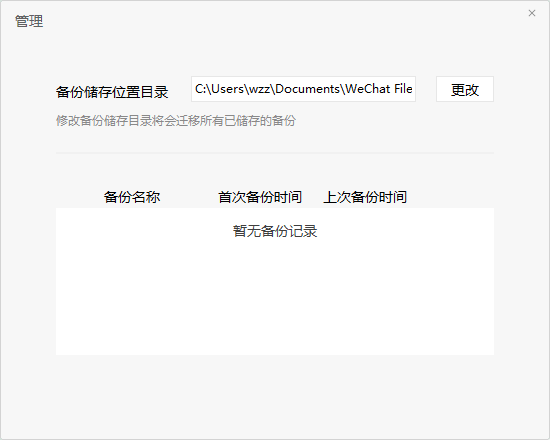 管理
备份储存位置目录 C:\Users\wzz\Documents\WeChat File 更改
修改备份储存目录将会迁移所有已储存的备份
备份名称 首次备份时间 上次备份时间
暂无备份记录